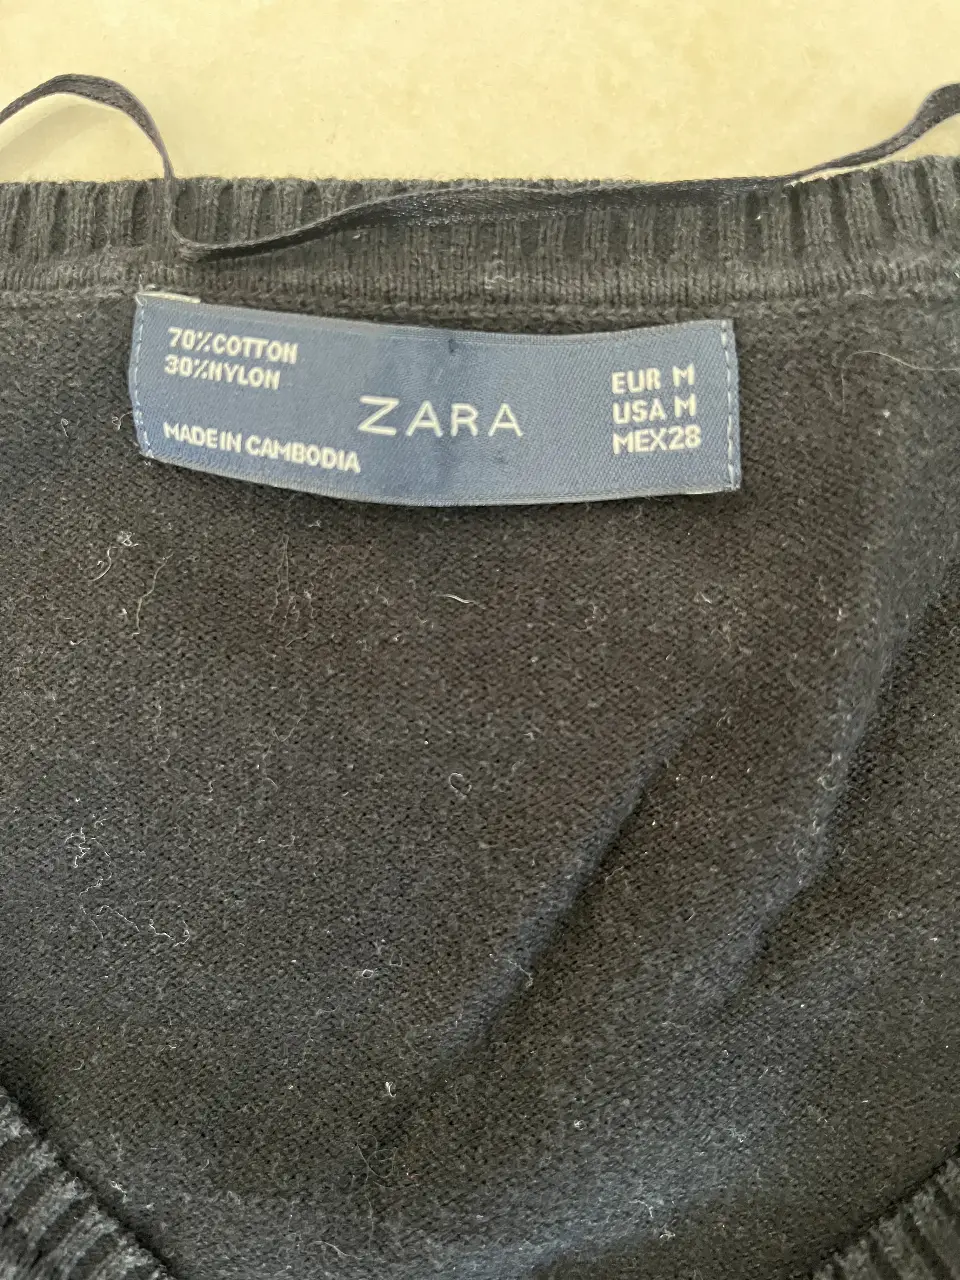 70%COTTON
30%NYLON
MADE IN CAMBODIA
ZARA
EUR M
USA M
MEX28